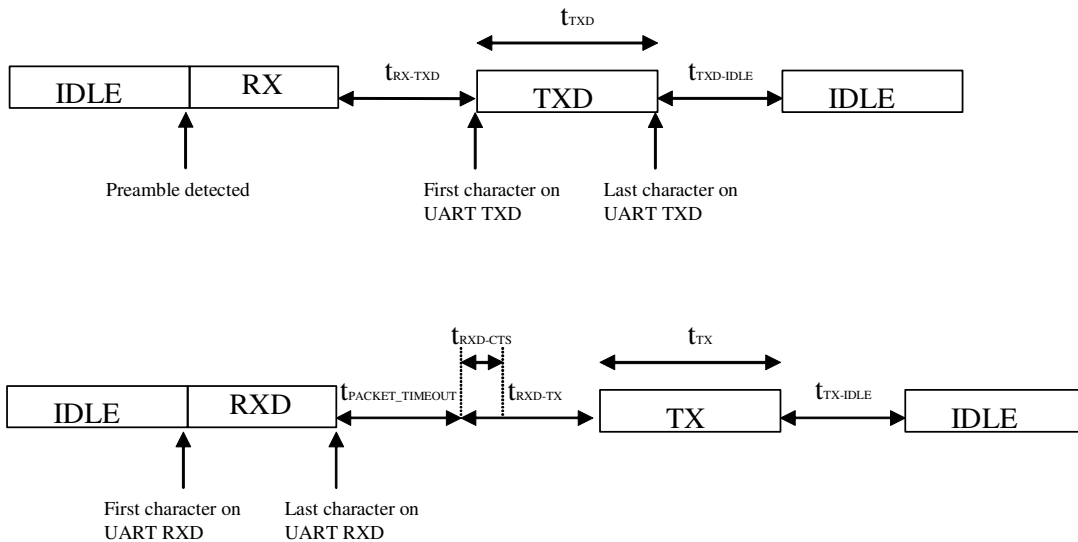 tTXD
IDLE RX tRX-TXD TXD tTXD-IDLE IDLE
Preamble detected
First character on
UART TXD
Last character on
UART TXD
tRXD-CTS
tTX
IDLE RXD tPACKET_TIMEOUT tRXD-TX TX tTX-IDLE IDLE
First character on
UART RXD
Last character on
UART RXD